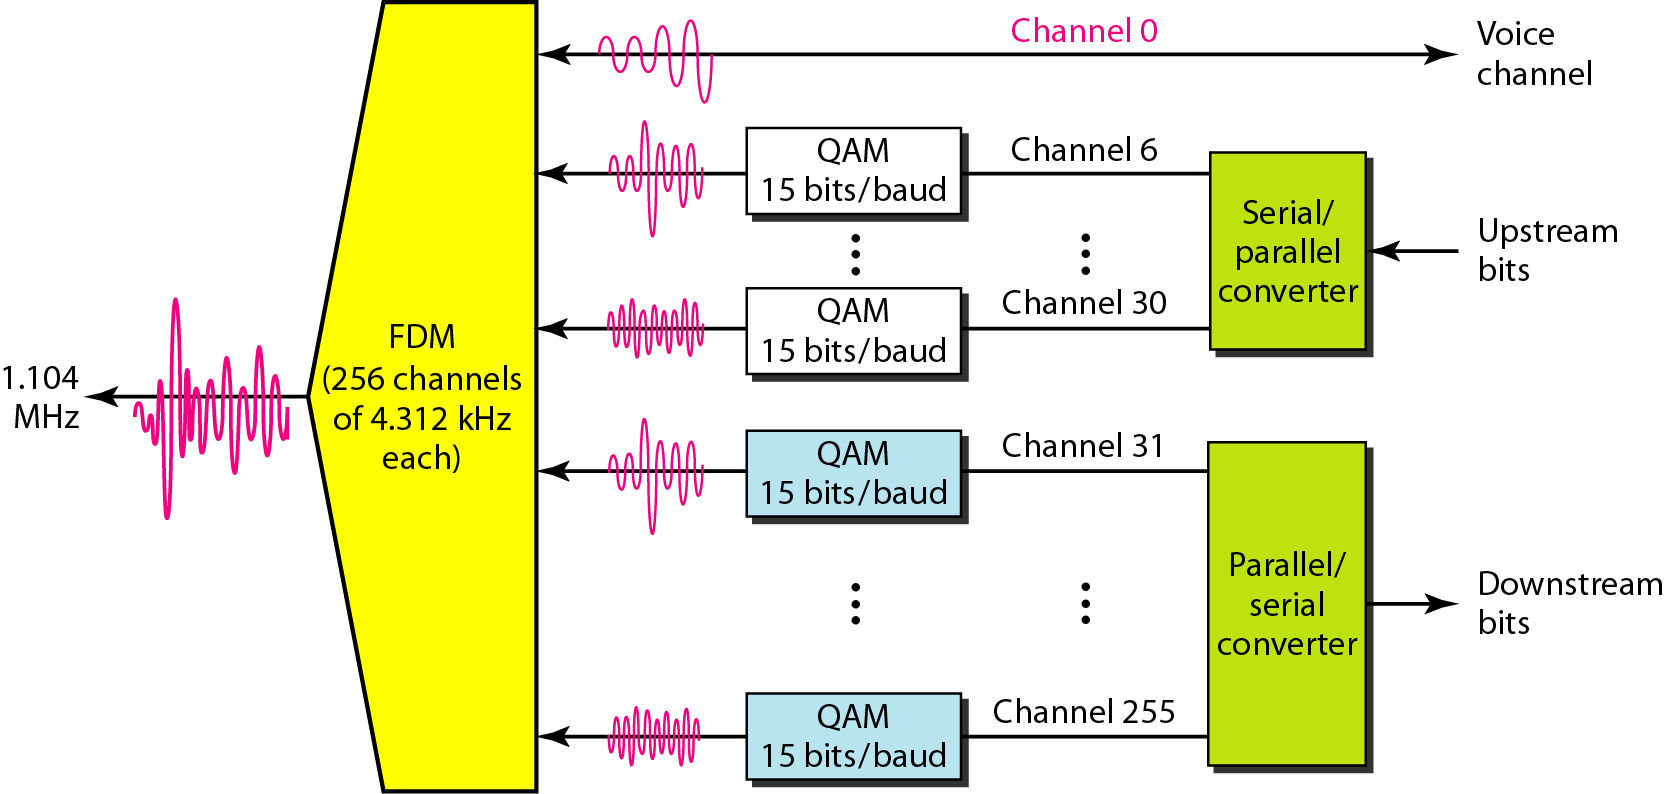 1.104
MHz
FDM
(256 channels
of 4.312 kHz
each)
Channel 0
Voice
channel
QAM
15 bits/baud
Channel 6
QAM
15 bits/baud
Channel 30
Serial/
parallel
converter
Upstream
bits
QAM
15 bits/baud
Channel 31
QAM
15 bits/baud
Channel 255
Parallel/
serial
converter
Downstream
bits